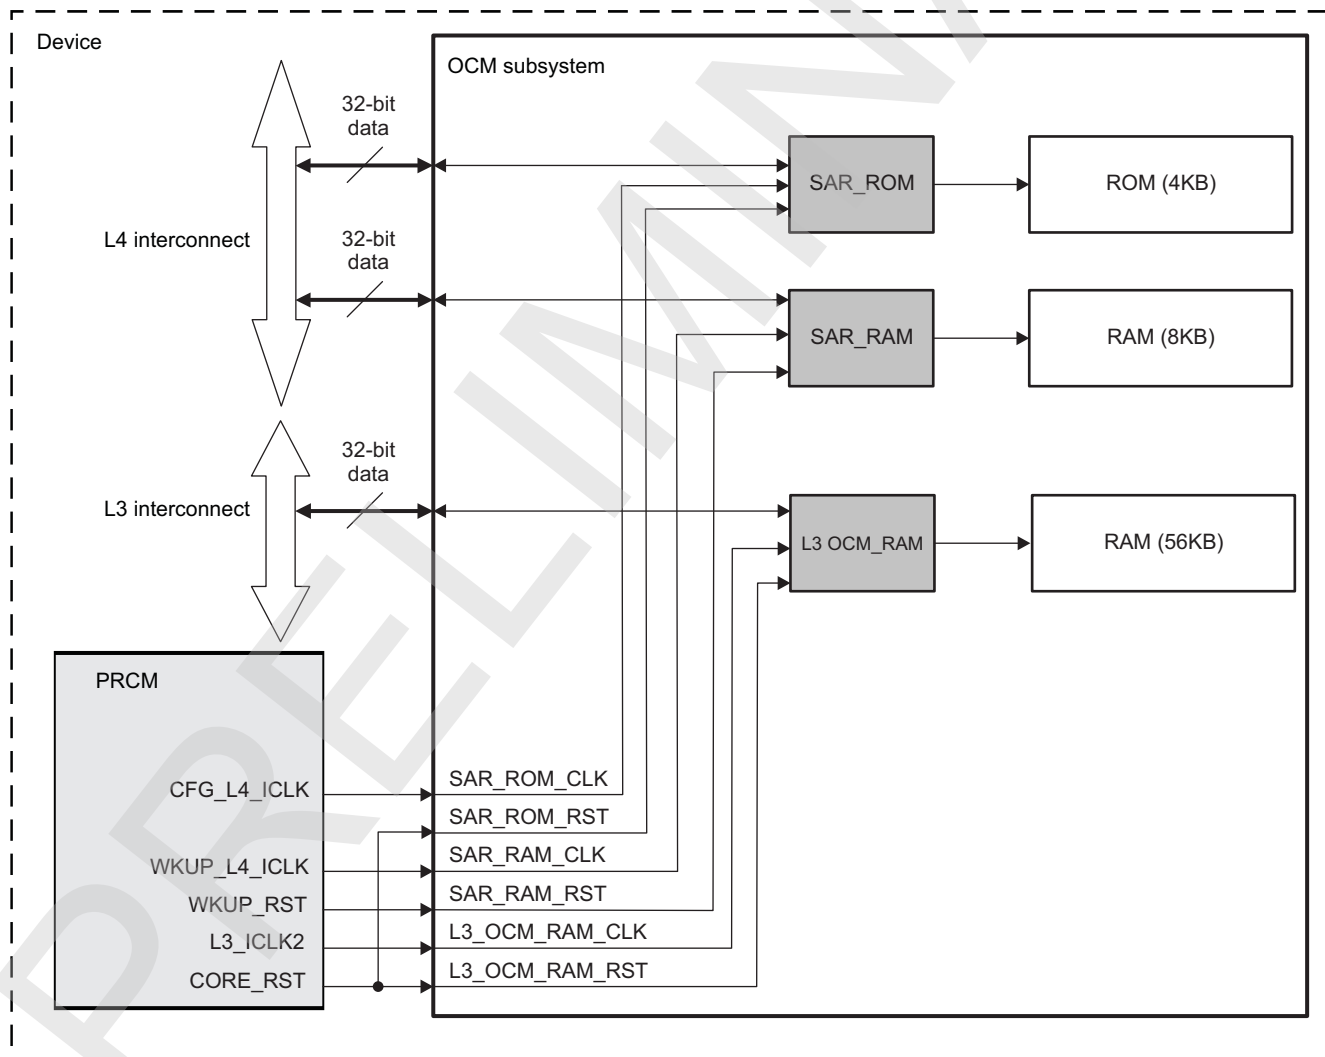 Device
OCM subsystem
32-bit
data
SAR_ROM
ROM (4KB)
L4 interconnect
32-bit
data
SAR_RAM
RAM (8KB)
32-bit
data
L3 interconnect
L3 OCM_RAM
RAM (56KB)
PRCM
CFG_L4_ICLK
SAR_ROM_CLK
SAR_ROM_RST
WKUP_L4_ICLK
SAR_RAM_CLK
WKUP_RST
SAR_RAM_RST
L3_ICLK2
L3_OCM_RAM_CLK
CORE_RST
L3_OCM_RAM_RST